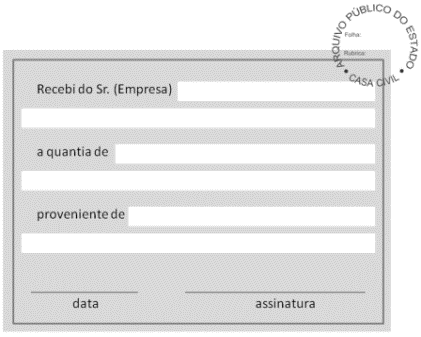 ARQUIVO PÚBLICO DO ESTADO
Folha:
Rubrica:
• CASA CIVIL •
Recebi do Sr. (Empresa)
a quantia de
proveniente de
data assinatura